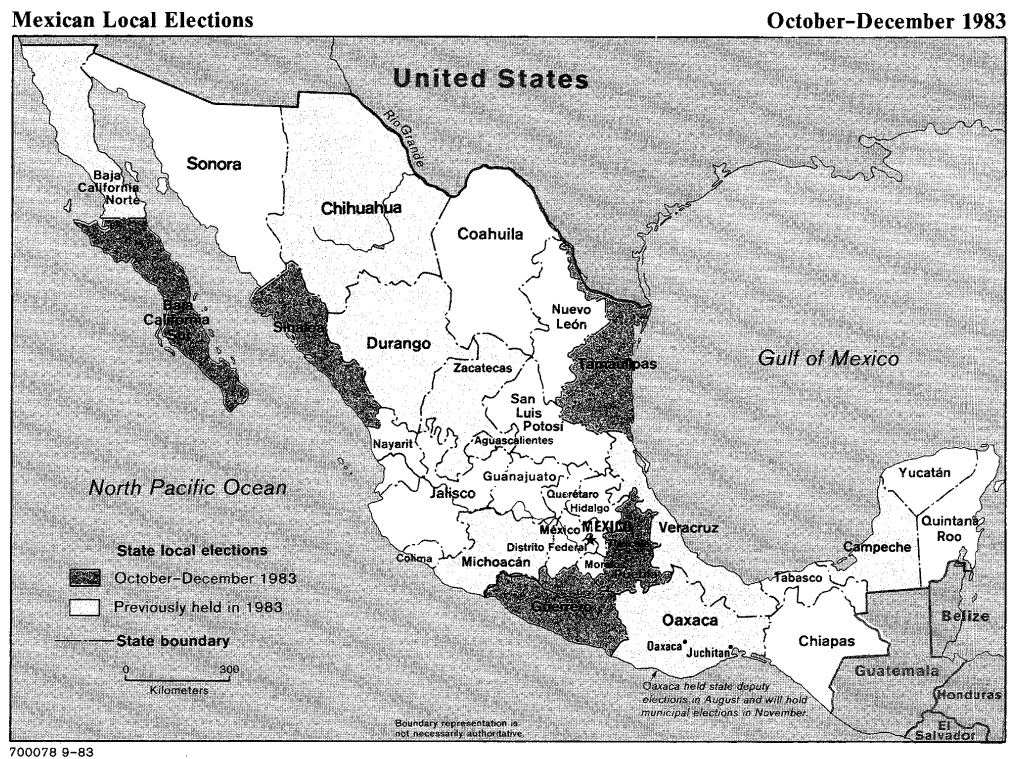 Mexican Local Elections
October–December 1983
United States
Rio Grande
Sonora
Baja
California
Norte
Chihuahua
Coahuila
Baja
California
Sur
Sinaloa
Nuevo
León
Durango
Tamaulipas
Gulf of Mexico
Zacatecas
San
Luis
Potosí
Nayarit
Aguascalientes
North Pacific Ocean
Guanajuato
Jalisco
Querétaro
Hidalgo
México
MEXICO
Veracruz
Distrito Federal
Colima
Michoacán
Puebla
Guerrero
Yucatán
Quintana
Roo
Campeche
Tabasco
Oaxaca
Oaxaca
Juchitan
Chiapas
Belize
Guatemala
Honduras
El
Salvador
State local elections
October–December 1983
Previously held in 1983
State boundary
0 300
Kilometers
Oaxaca held state deputy
elections in August and will hold
municipal elections in November.
Boundary representation is
not necessarily authoritative.
700078 9-83